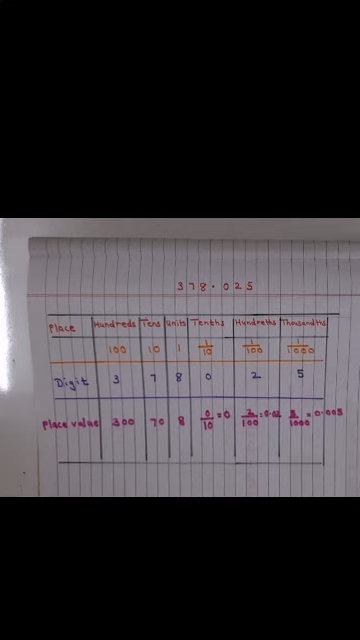 378.025
Place Hundreds Tens Units Tenths Hundreths Thousandths
100 10 1 1/10 1/100 1/1000
Digit 3 7 8 0 2 5
Place value 300 70 8 0/10 = 0 2/100 = 0.02 5/1000 = 0.005